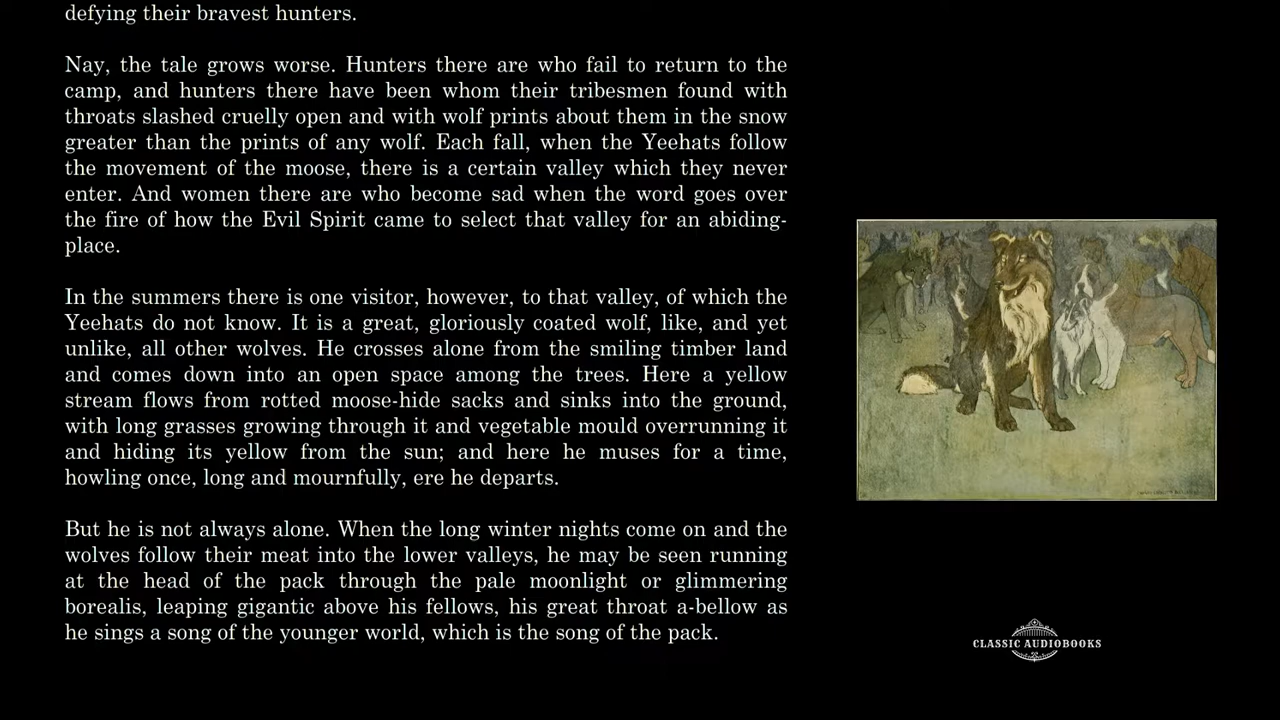 defying their bravest hunters.
Nay, the tale grows worse. Hunters there are who fail to return to the
camp, and hunters there have been whom their tribesmen found with
throats slashed cruelly open and with wolf prints about them in the snow
greater than the prints of any wolf. Each fall, when the Yeehats follow
the movement of the moose, there is a certain valley which they never
enter. And women there are who become sad when the word goes over
the fire of how the Evil Spirit came to select that valley for an abiding-
place.
In the summers there is one visitor, however, to that valley, of which the
Yeehats do not know. It is a great, gloriously coated wolf, like, and yet
unlike, all other wolves. He crosses alone from the smiling timber land
and comes down into an open space among the trees. Here a yellow
stream flows from rotted moose-hide sacks and sinks into the ground,
with long grasses growing through it and vegetable mould overrunning it
and hiding its yellow from the sun; and here he muses for a time,
howling once, long and mournfully, ere he departs.
But he is not always alone. When the long winter nights come on and the
wolves follow their meat into the lower valleys, he may be seen running
at the head of the pack through the pale moonlight or glimmering
borealis, leaping gigantic above his fellows, his great throat a-bellow as
he sings a song of the younger world, which is the song of the pack.
CLASSIC AUDIOBOOKS